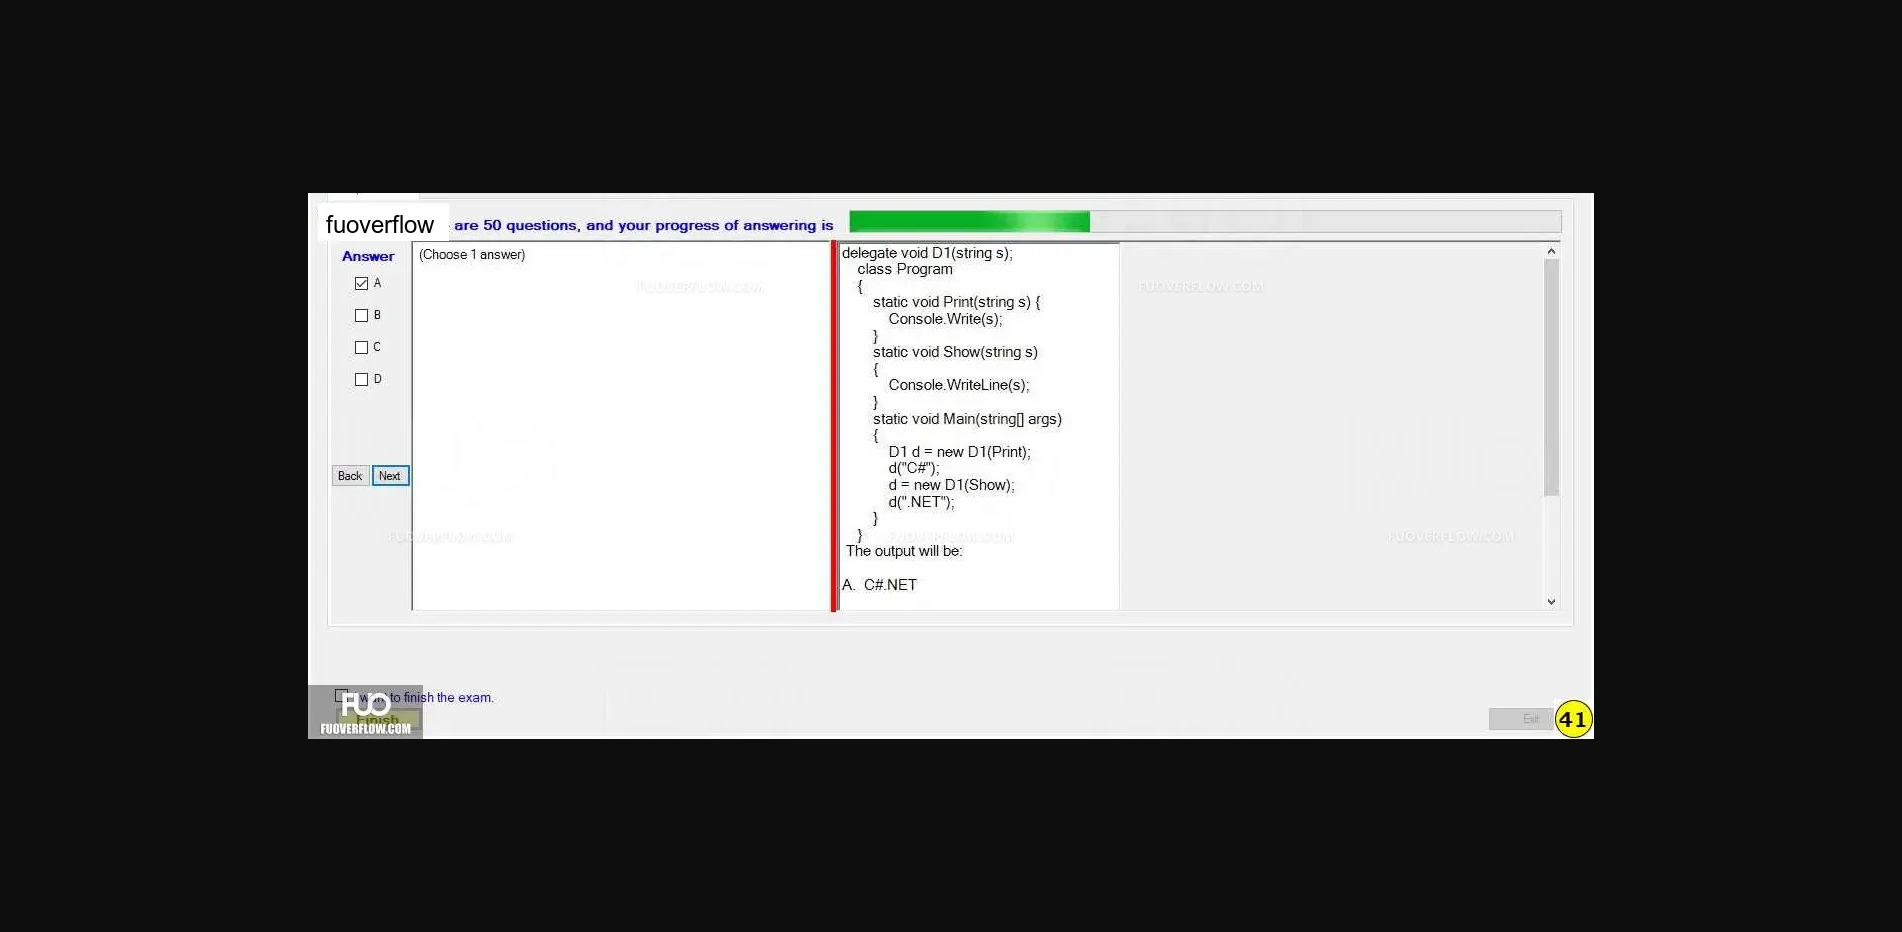 fuoverflow are 50 questions, and your progress of answering is
Answer
(Choose 1 answer)
A
B
C
D
Back Next
delegate void D1(string s);
class Program
{
static void Print(string s) {
Console.Write(s);
}
static void Show(string s)
{
Console.WriteLine(s);
}
static void Main(string[] args)
{
D1 d = new D1(Print);
d("C#");
d = new D1(Show);
d(".NET");
}
}
The output will be:
A. C#.NET
FUOVERFLOW.COM
FUOVERFLOW.COM
FUOVERFLOW.COM
FUOVERFLOW.COM
FUOVERFLOW.COM
want to finish the exam.
Finish
FUO
FUOVERFLOW.COM
Exit
41